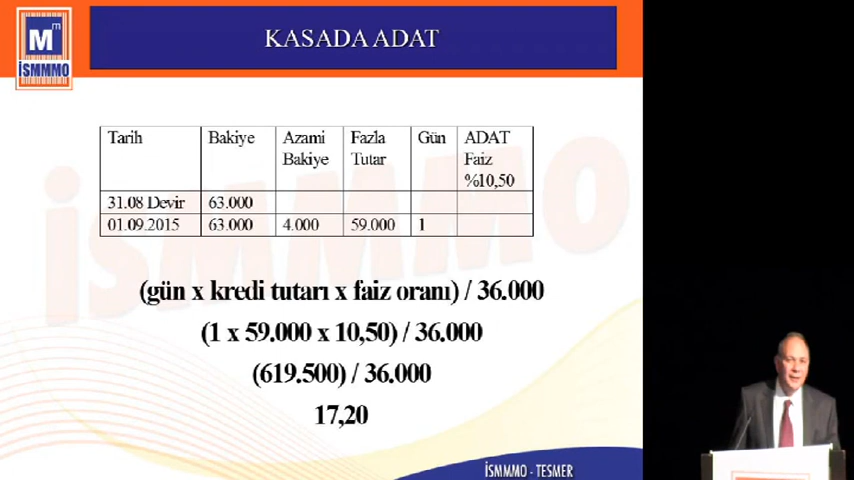 M m
İSMMMO
KASADA ADAT
Tarih Bakiye Azami Bakiye Fazla Tutar Gün ADAT Faiz %10,50
31.08 Devir 63.000
01.09.2015 63.000 4.000 59.000 1
İSMMMO
(gün x kredi tutarı x faiz oranı) / 36.000
(1 x 59.000 x 10,50) / 36.000
(619.500) / 36.000
17,20
İSMMMO - TESMER